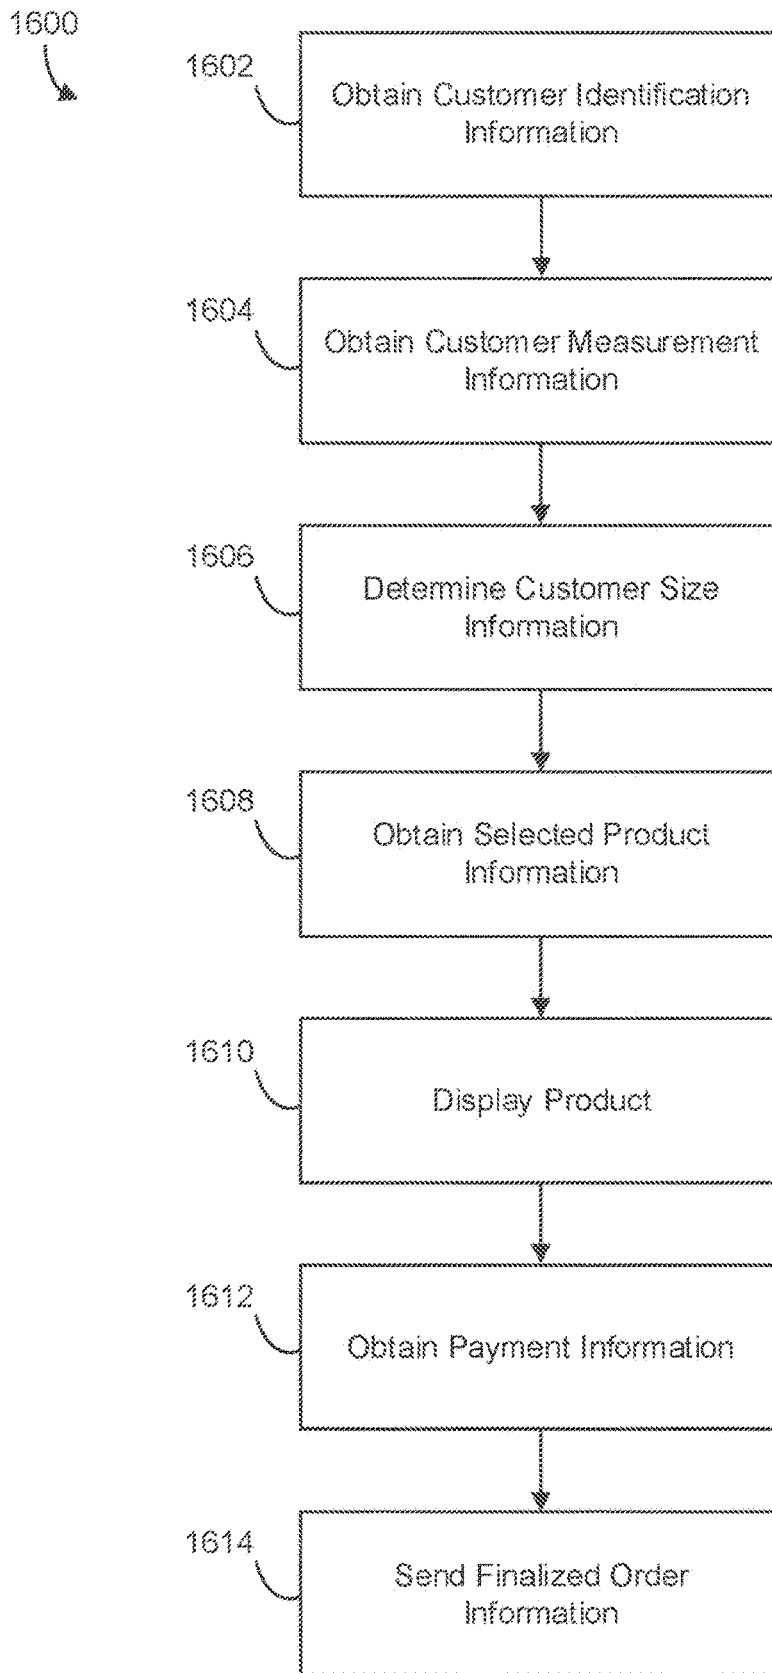 1600
1602
Obtain Customer Identification
Information
1604
Obtain Customer Measurement
Information
1606
Determine Customer Size
Information
1608
Obtain Selected Product
Information
1610
Display Product
1612
Obtain Payment Information
1614
Send Finalized Order
Information